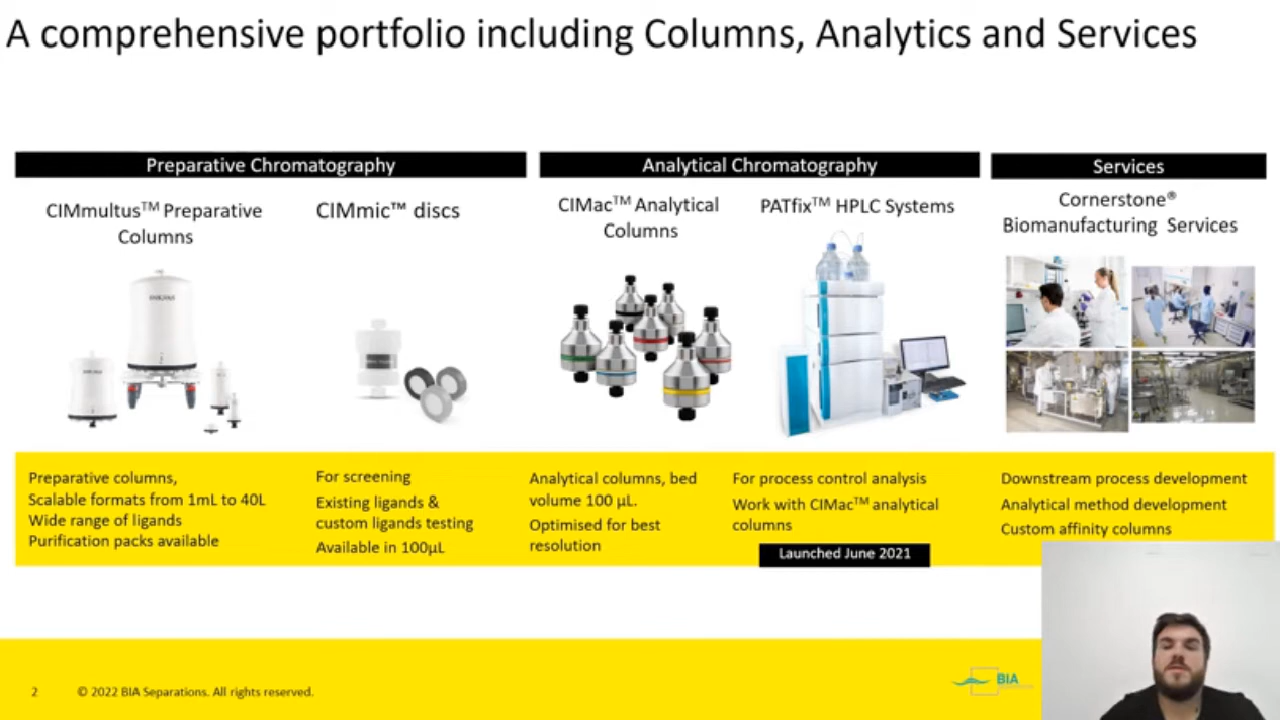 A comprehensive portfolio including Columns, Analytics and Services
Preparative Chromatography
CIMmultus™ Preparative
Columns
CIMmic™ discs
Preparative columns,
Scalable formats from 1mL to 40L
Wide range of ligands
Purification packs available
For screening
Existing ligands &
custom ligands testing
Available in 100µL
Analytical Chromatography
CIMac™ Analytical
Columns
PATfix™ HPLC Systems
Analytical columns, bed
volume 100 µL.
Optimised for best
resolution
For process control analysis
Work with CIMac™ analytical
columns
Launched June 2021
Services
Cornerstone®
Biomanufacturing Services
Downstream process development
Analytical method development
Custom affinity columns
2
© 2022 BIA Separations. All rights reserved.
BIA